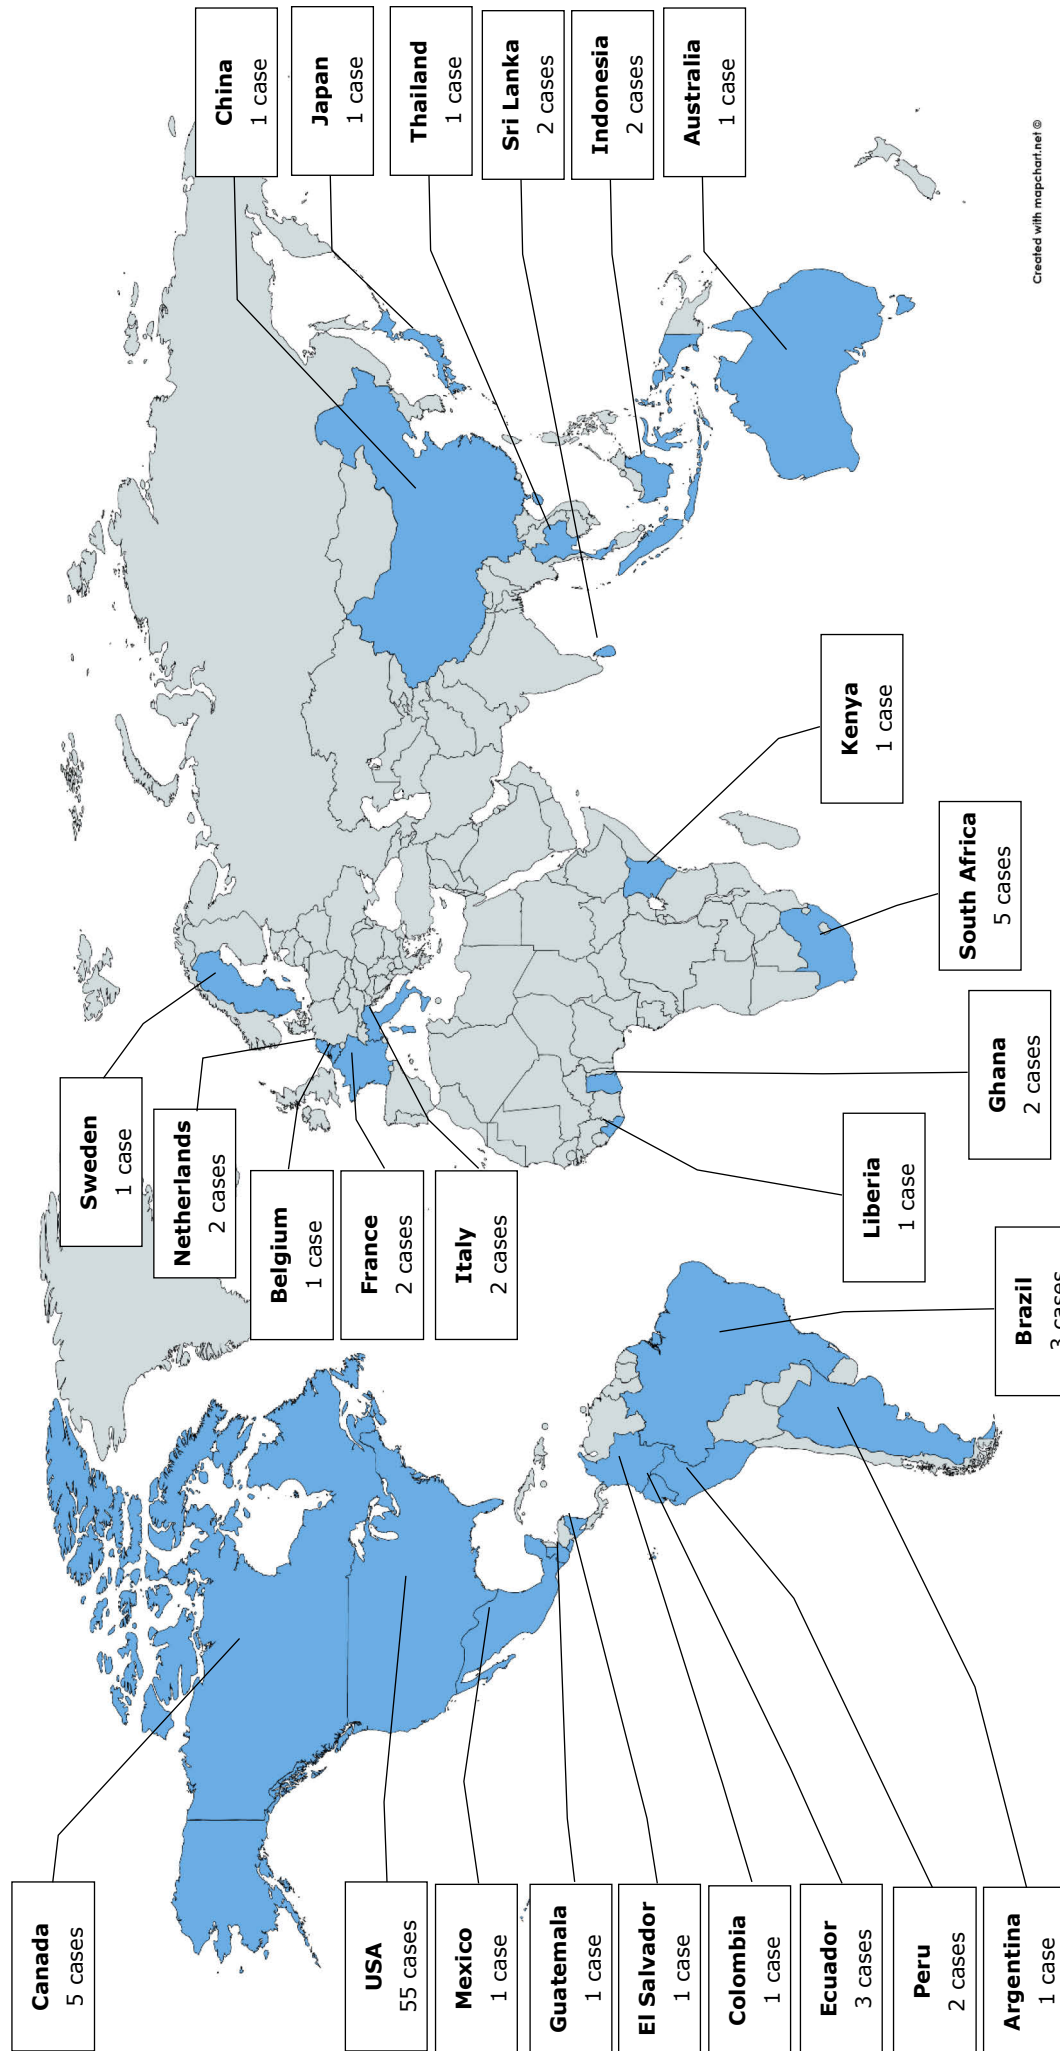 Canada
5 cases
USA
55 cases
Mexico
1 case
Guatemala
1 case
El Salvador
1 case
Colombia
1 case
Ecuador
3 cases
Peru
2 cases
Argentina
1 case
Sweden
1 case
Netherlands
2 cases
Belgium
1 case
France
2 cases
Italy
2 cases
Brazil
3 cases
Liberia
1 case
Ghana
2 cases
South Africa
5 cases
Kenya
1 case
China
1 case
Japan
1 case
Thailand
1 case
Sri Lanka
2 cases
Indonesia
2 cases
Australia
1 case
Created with mapchart.net ©